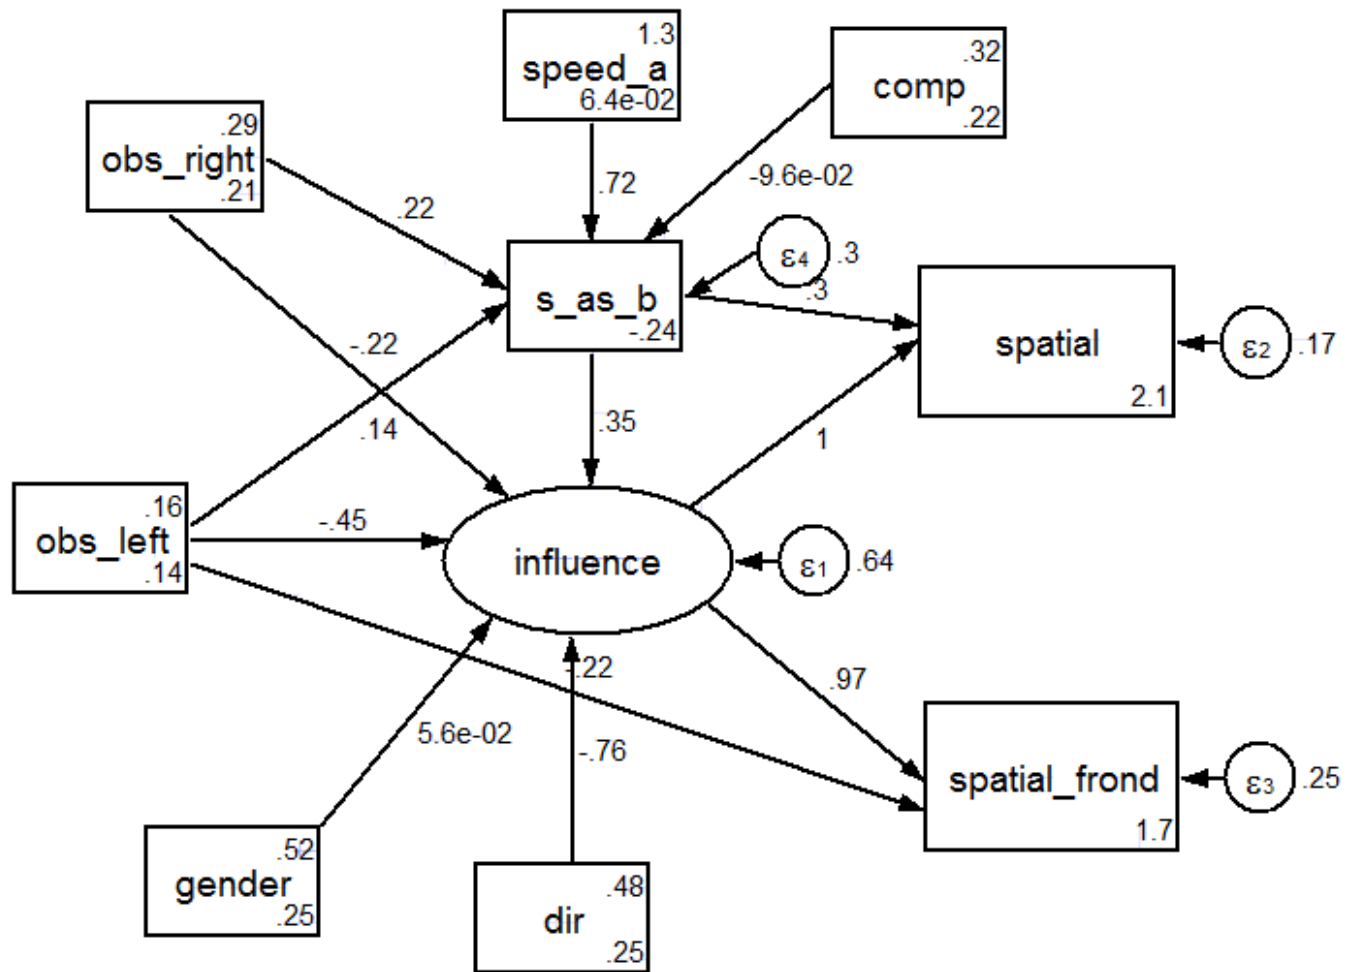 1.3
speed_a
6.4e-02
.32
comp
.22
.29
obs_right
.21
.72
-9.6e-02
.22
ε4
.3
s_as_b
-.24
.3
spatial
2.1
ε2
.17
-.22
.14
.35
1
.16
obs_left
.14
-.45
influence
ε1
.64
-.22
.97
5.6e-02
-.76
spatial_frond
1.7
ε3
.25
.52
gender
.25
.48
dir
.25